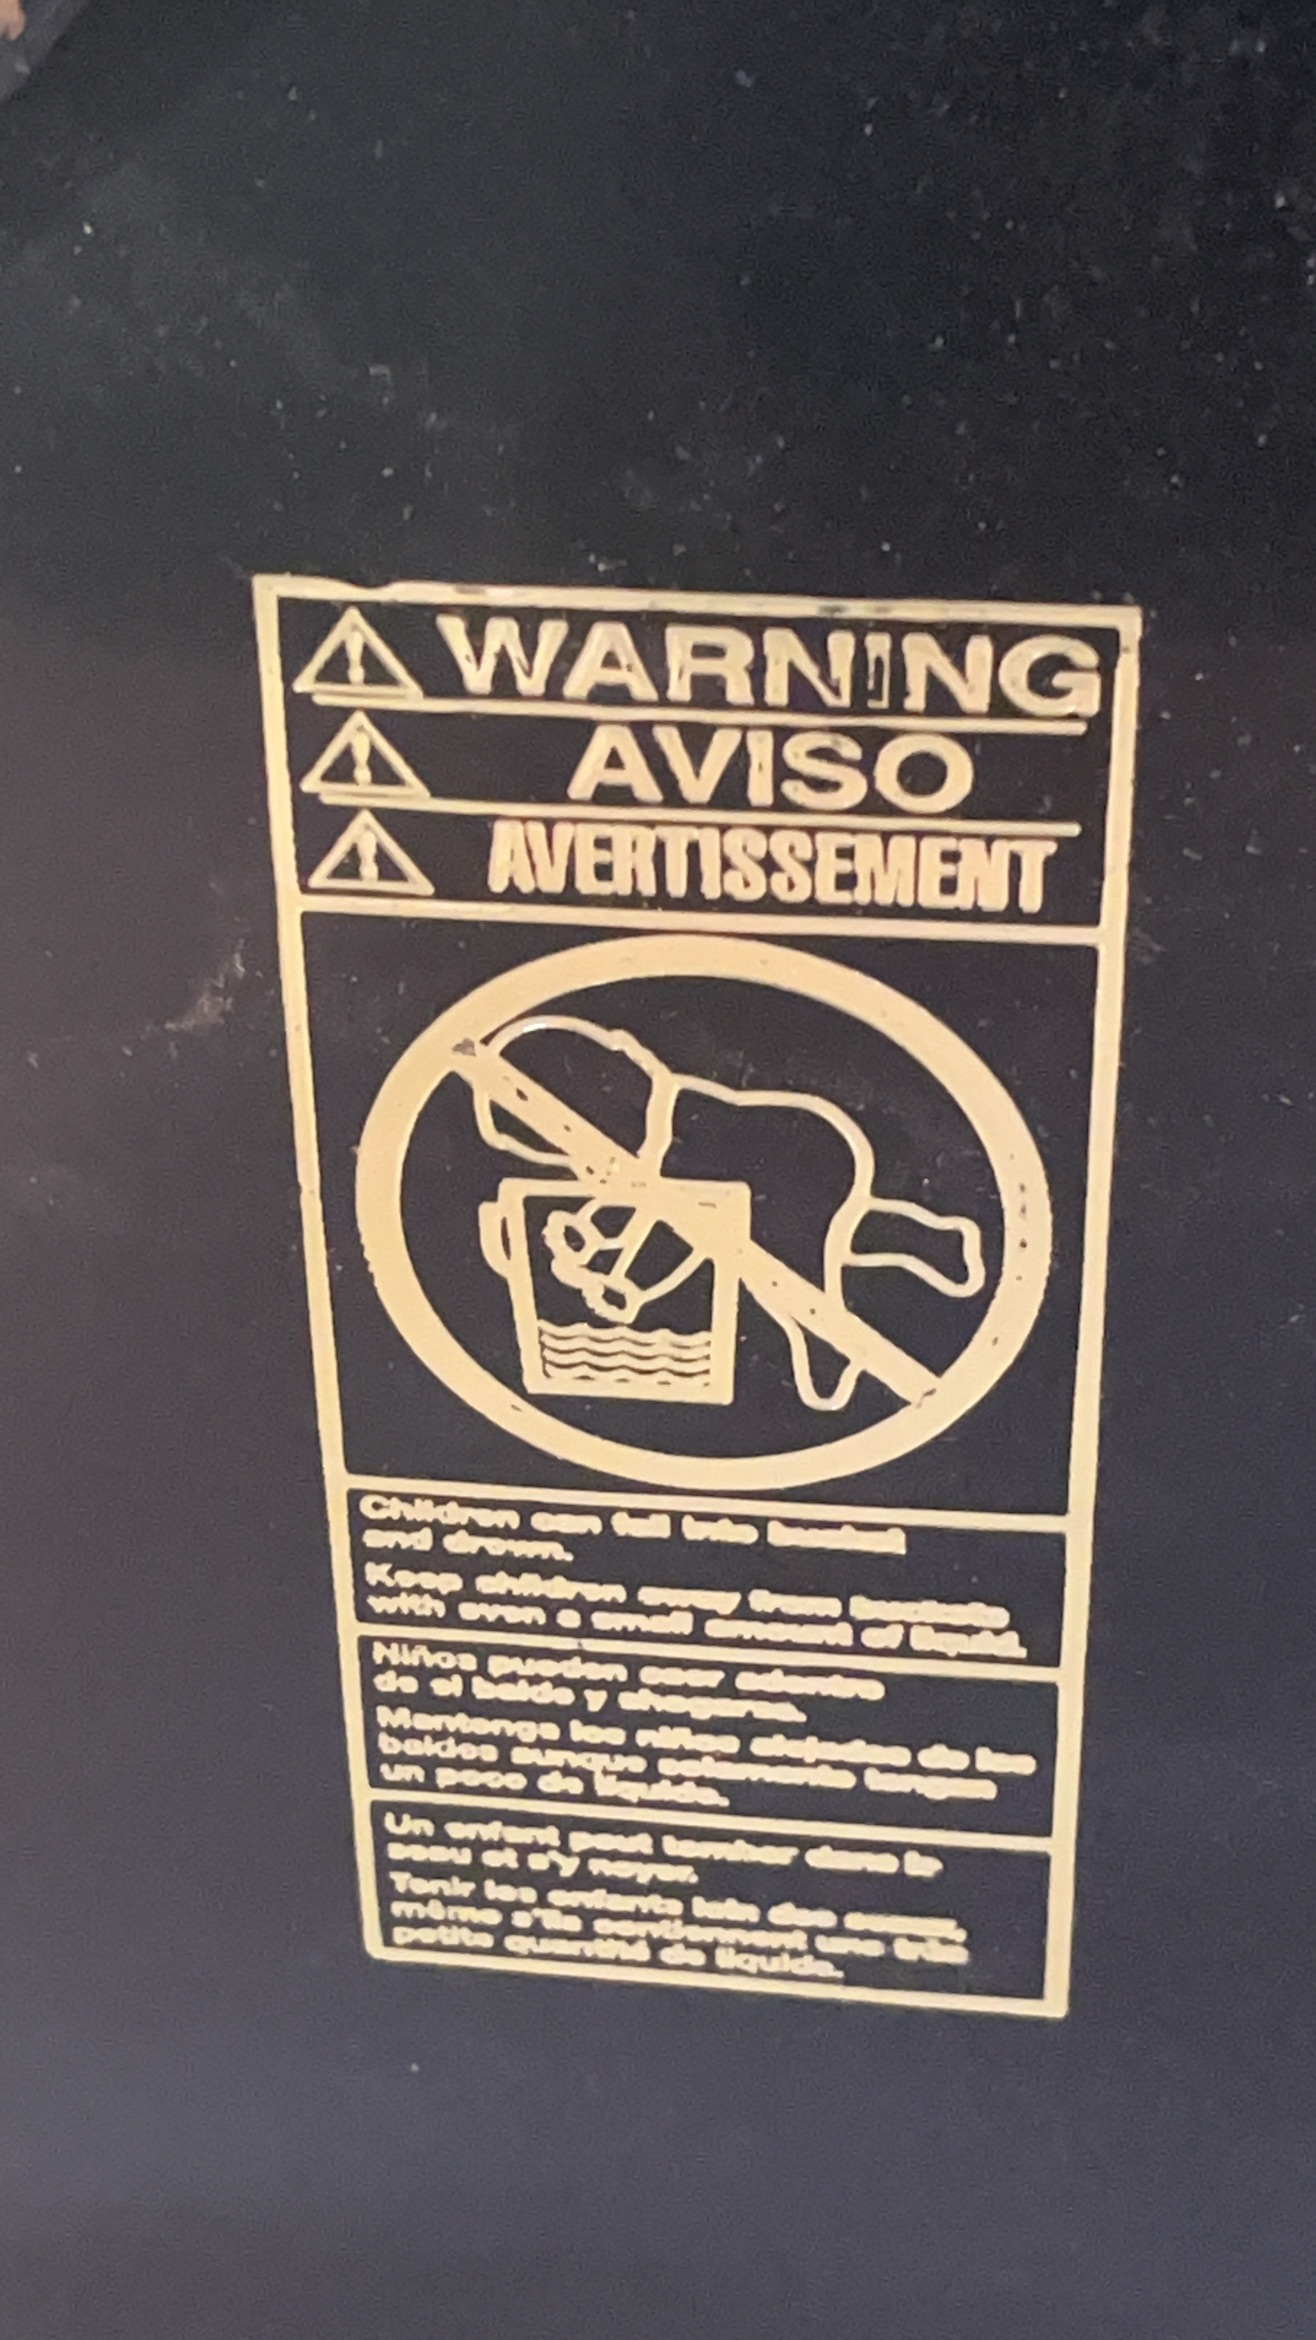 WARNING
AVISO
AVERTISSEMENT
Children can fall into bucket
and drown.
Keep children away from buckets
with even a small amount of liquid.
Niños pueden caer adentro
de el balde y ahogarse.
Mantenga los niños alejados de los
baldes aunque solamente tengan
un poco de líquido.
Un enfant peut tomber dans le
seau et s'y noyer.
Tenir les enfants loin des seaux,
même s'ils contiennent une très
petite quantité de liquide.